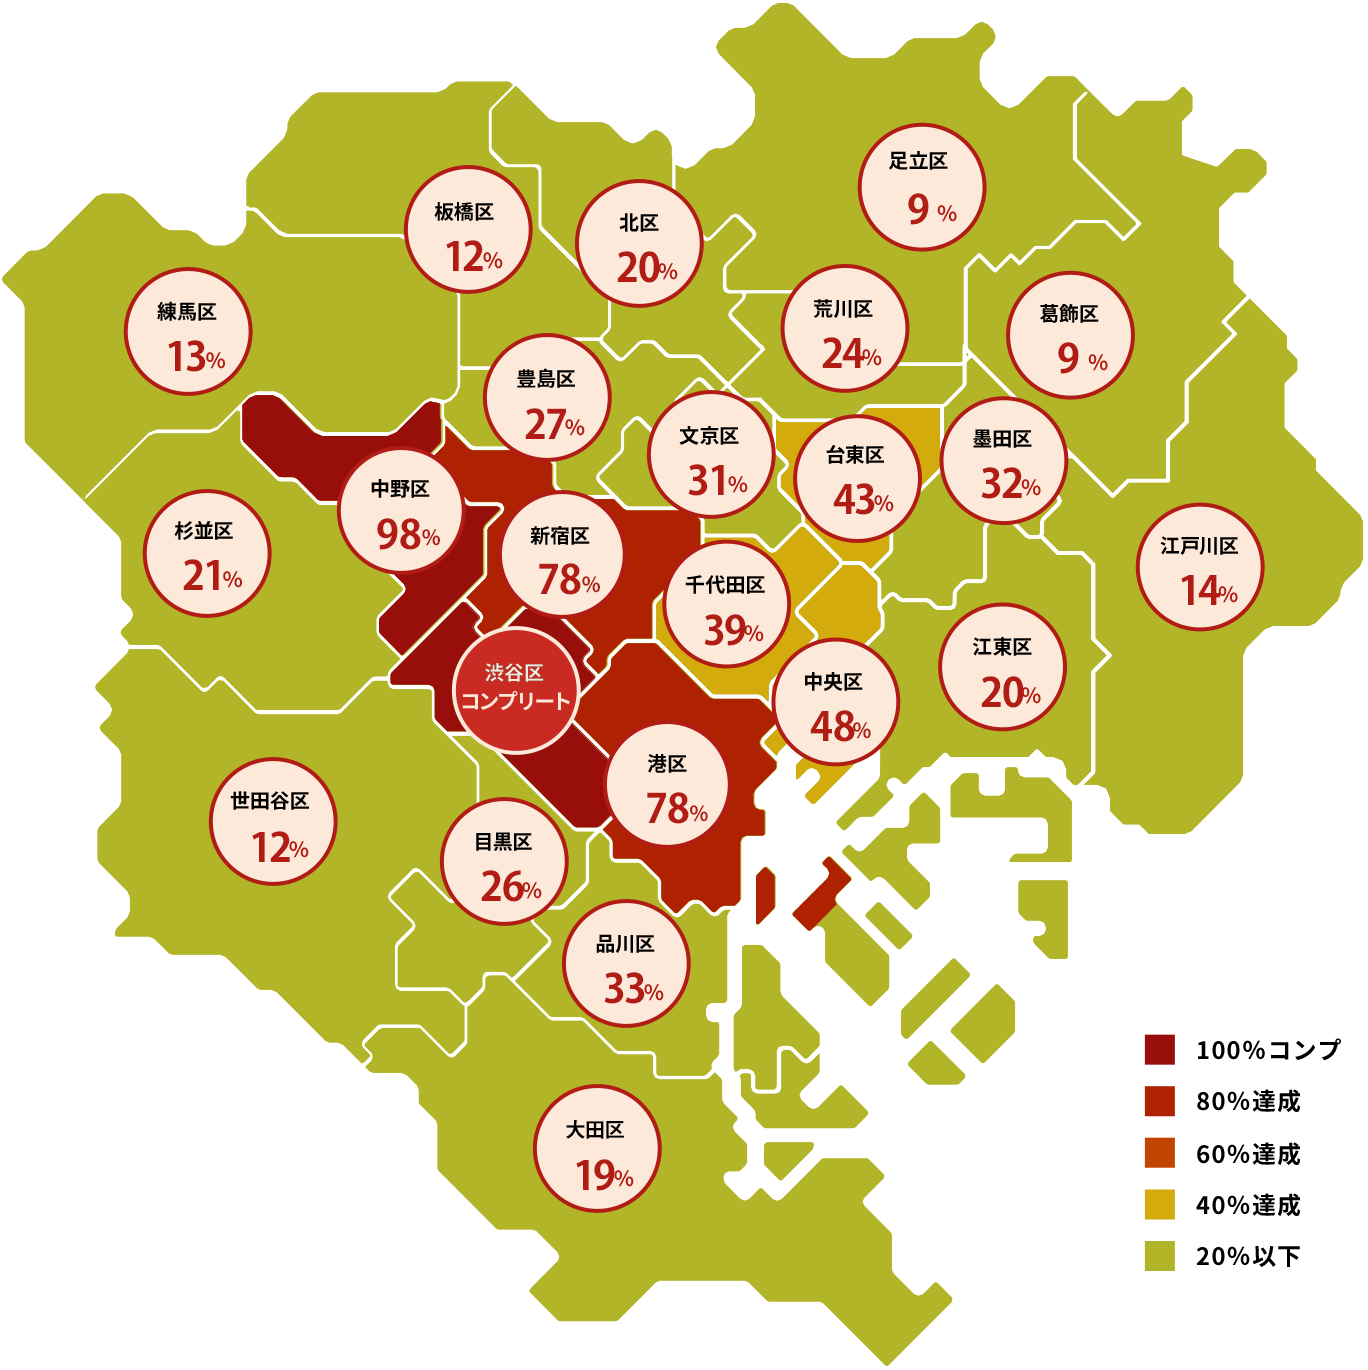 足立区
9 %
板橋区
12%
北区
20%
練馬区
13%
荒川区
24%
葛飾区
9 %
豊島区
27%
文京区
31%
台東区
43%
墨田区
32%
中野区
98%
杉並区
21%
新宿区
78%
千代田区
39%
江戸川区
14%
渋谷区
コンプリート
中央区
48%
江東区
20%
港区
78%
世田谷区
12%
目黒区
26%
品川区
33%
大田区
19%
100%コンプ
80%達成
60%達成
40%達成
20%以下